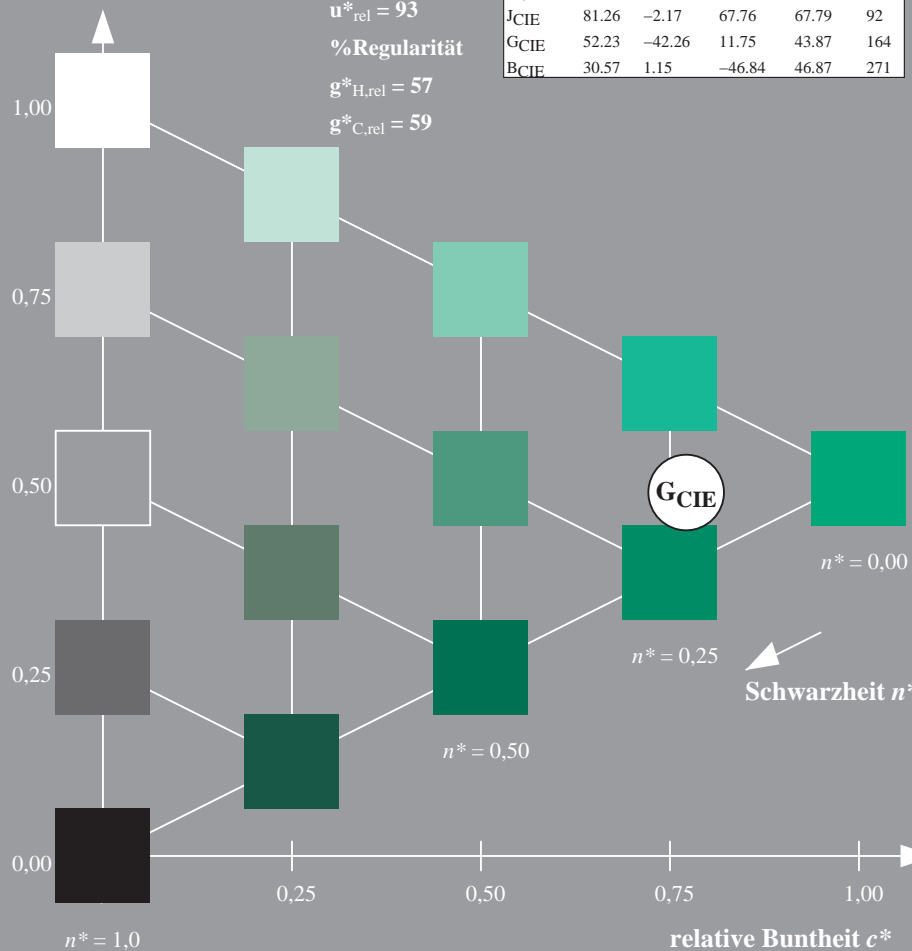 u*rel = 93
%Regularität
g*H,rel = 57
g*C,rel = 59
JCIE 81.26 −2.17 67.76 67.79 92
GCIE 52.23 −42.26 11.75 43.87 164
BCIE 30.57 1.15 −46.84 46.87 271
1,00
0,75
0,50
GCIE
n* = 0,00
n* = 0,25
0,25
Schwarzheit n*
n* = 0,50
0,00
0,25 0,50 0,75 1,00
n* = 1,0
relative Buntheit c*